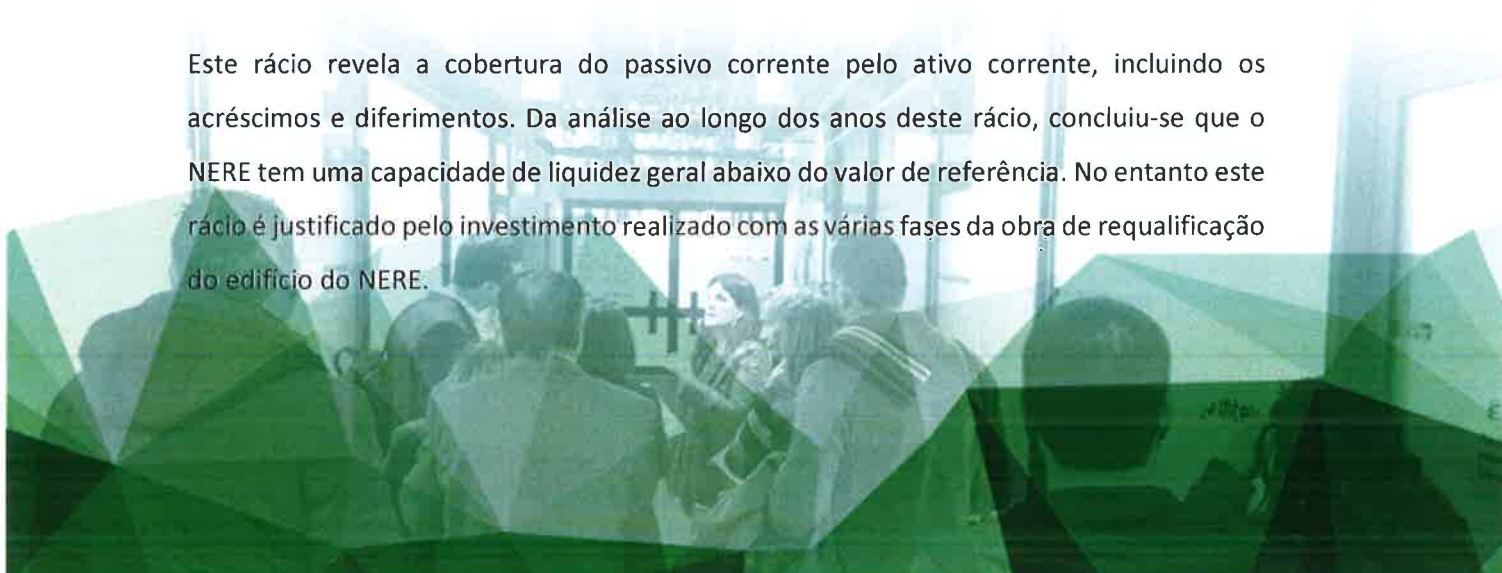 Este rácio revela a cobertura do passivo corrente pelo ativo corrente, incluindo os
acréscimos e diferimentos. Da análise ao longo dos anos deste rácio, concluiu-se que o
NERE tem uma capacidade de liquidez geral abaixo do valor de referência. No entanto este
rácio é justificado pelo investimento realizado com as várias fases da obra de requalificação
do edifício do NERE.